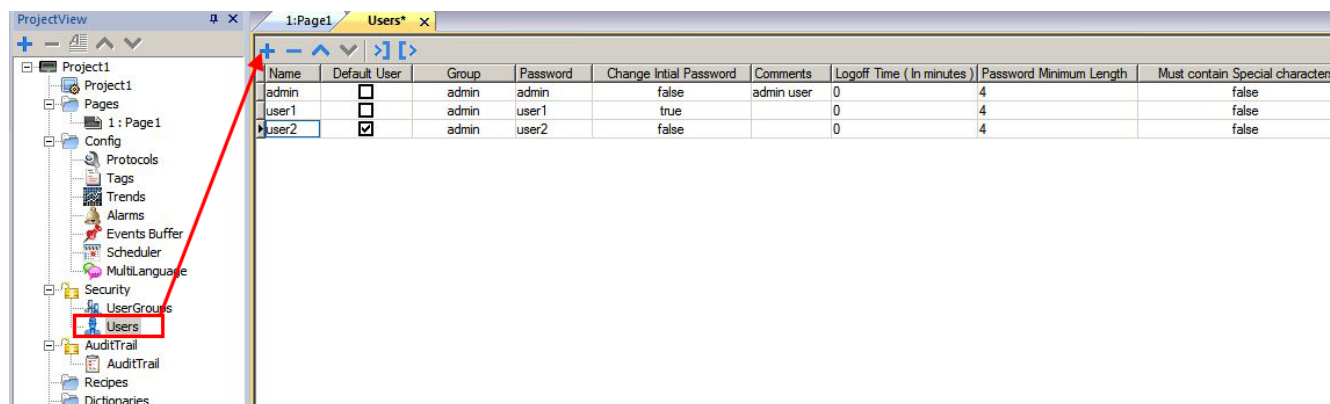 ProjectView
1:Page1 Users*
Project1
Project1
Pages
1 : Page1
Config
Protocols
Tags
Trends
Alarms
Events Buffer
Scheduler
MultiLanguage
Security
UserGroups
Users
AuditTrail
AuditTrail
Recipes
Dictionaries
Name Default User Group Password Change Intial Password Comments Logoff Time ( In minutes ) Password Minimum Length Must contain Special characters
admin admin admin false admin user 0 4 false
user1 admin user1 true 0 4 false
user2 admin user2 false 0 4 false